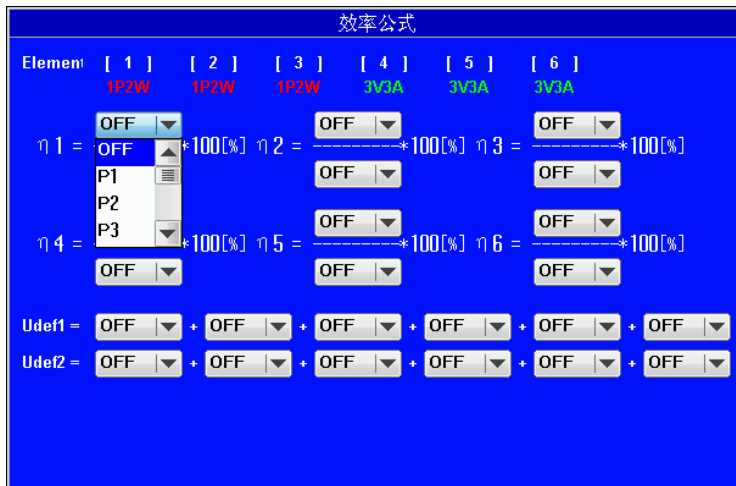 效率公式
Element [ 1 ] [ 2 ] [ 3 ] [ 4 ] [ 5 ] [ 6 ]
1P2W 1P2W 1P2W 3V3A 3V3A 3V3A
OFF OFF OFF
η1 = *100[%] η2 = ---------*100[%] η3 = ---------*100[%]
OFF
P1 OFF OFF
P2
P3 OFF OFF
η4 = *100[%] η5 = ---------*100[%] η6 = ---------*100[%]
OFF OFF OFF
Udef1 = OFF + OFF + OFF + OFF + OFF + OFF
Udef2 = OFF + OFF + OFF + OFF + OFF + OFF